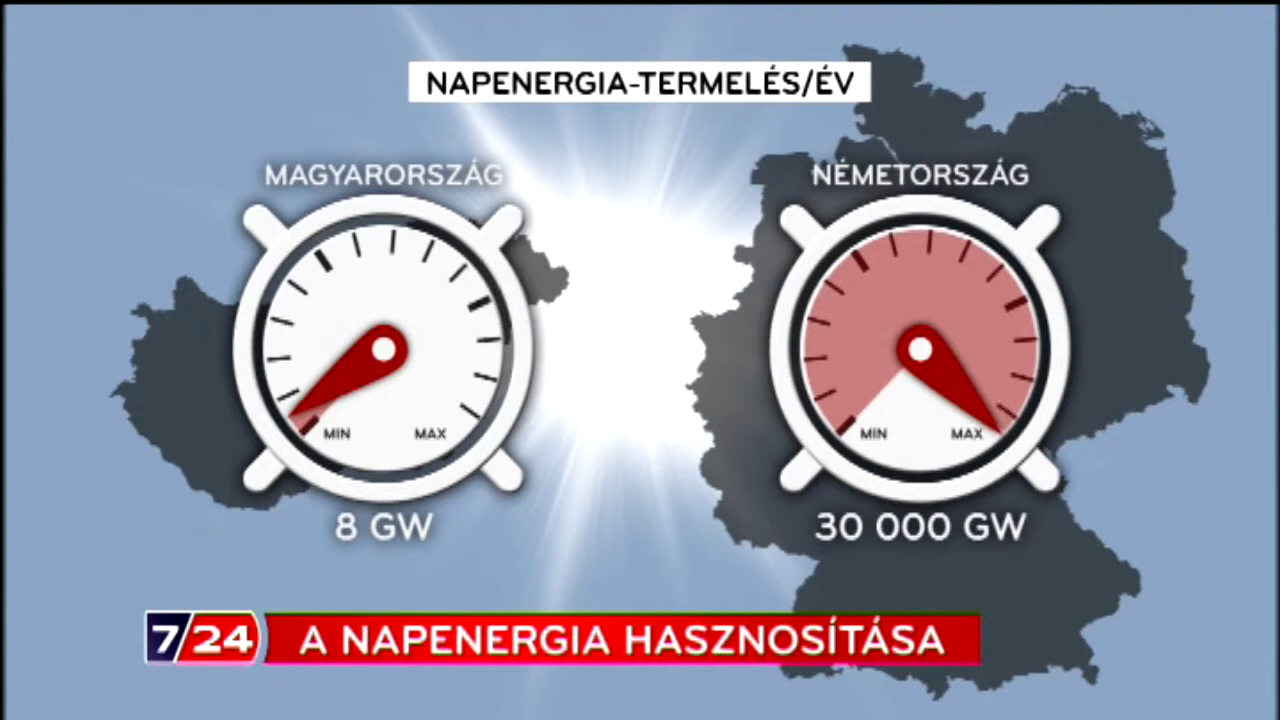 NAPENERGIA-TERMELÉS/ÉV
MAGYARORSZÁG
MIN MAX
8 GW
NÉMETORSZÁG
MIN MAX
30 000 GW
7/24 A NAPENERGIA HASZNOSÍTÁSA